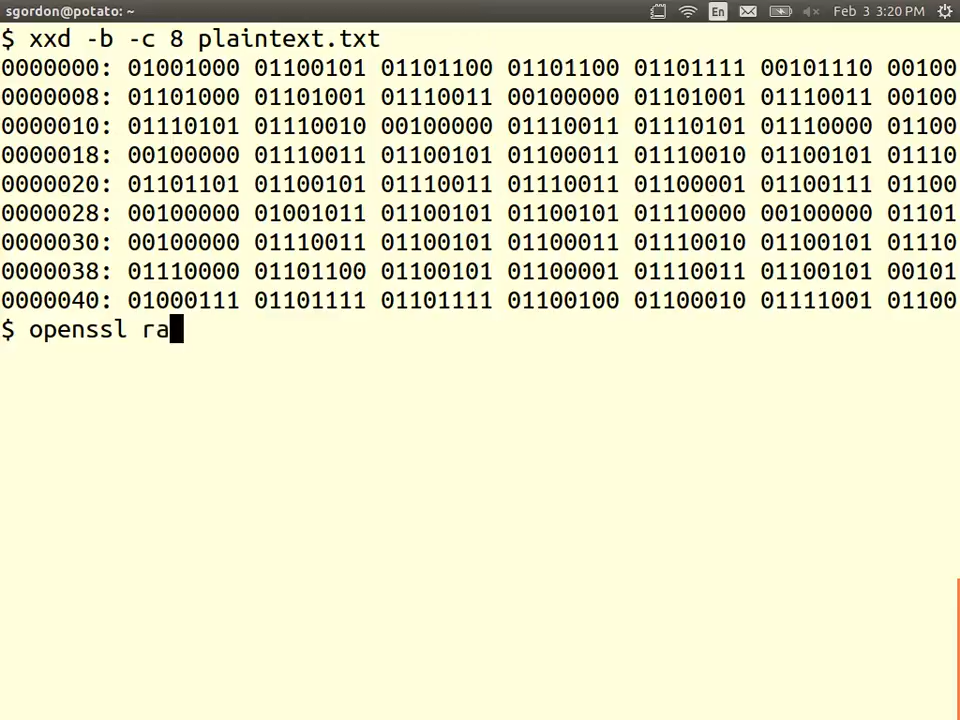 sgordon@potato: ~ En Feb 3 3:20 PM
$ xxd -b -c 8 plaintext.txt
0000000: 01001000 01100101 01101100 01101100 01101111 00101110 00100
0000008: 01101000 01101001 01110011 00100000 01101001 01110011 00100
0000010: 01110101 01110010 00100000 01110011 01110101 01110000 01100
0000018: 00100000 01110011 01100101 01100011 01110010 01100101 01110
0000020: 01101101 01100101 01110011 01110011 01100001 01100111 01100
0000028: 00100000 01001011 01100101 01100101 01110000 00100000 01101
0000030: 00100000 01110011 01100101 01100011 01110010 01100101 01110
0000038: 01110000 01101100 01100101 01100001 01110011 01100101 00101
0000040: 01000111 01101111 01101111 01100100 01100010 01111001 01100
$ openssl ra